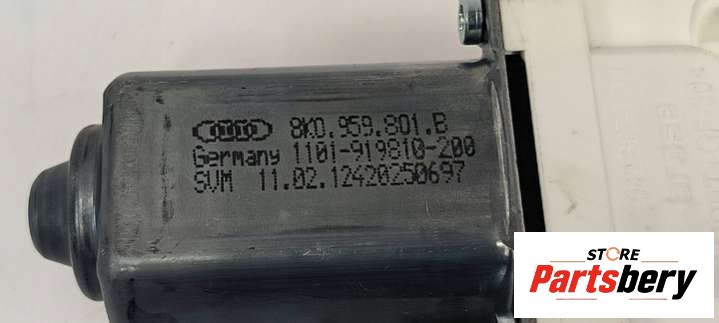 8K0.959.801.B
Germany 1101-919810-200
SVM 11.02.12420250697
STORE
Partsbery